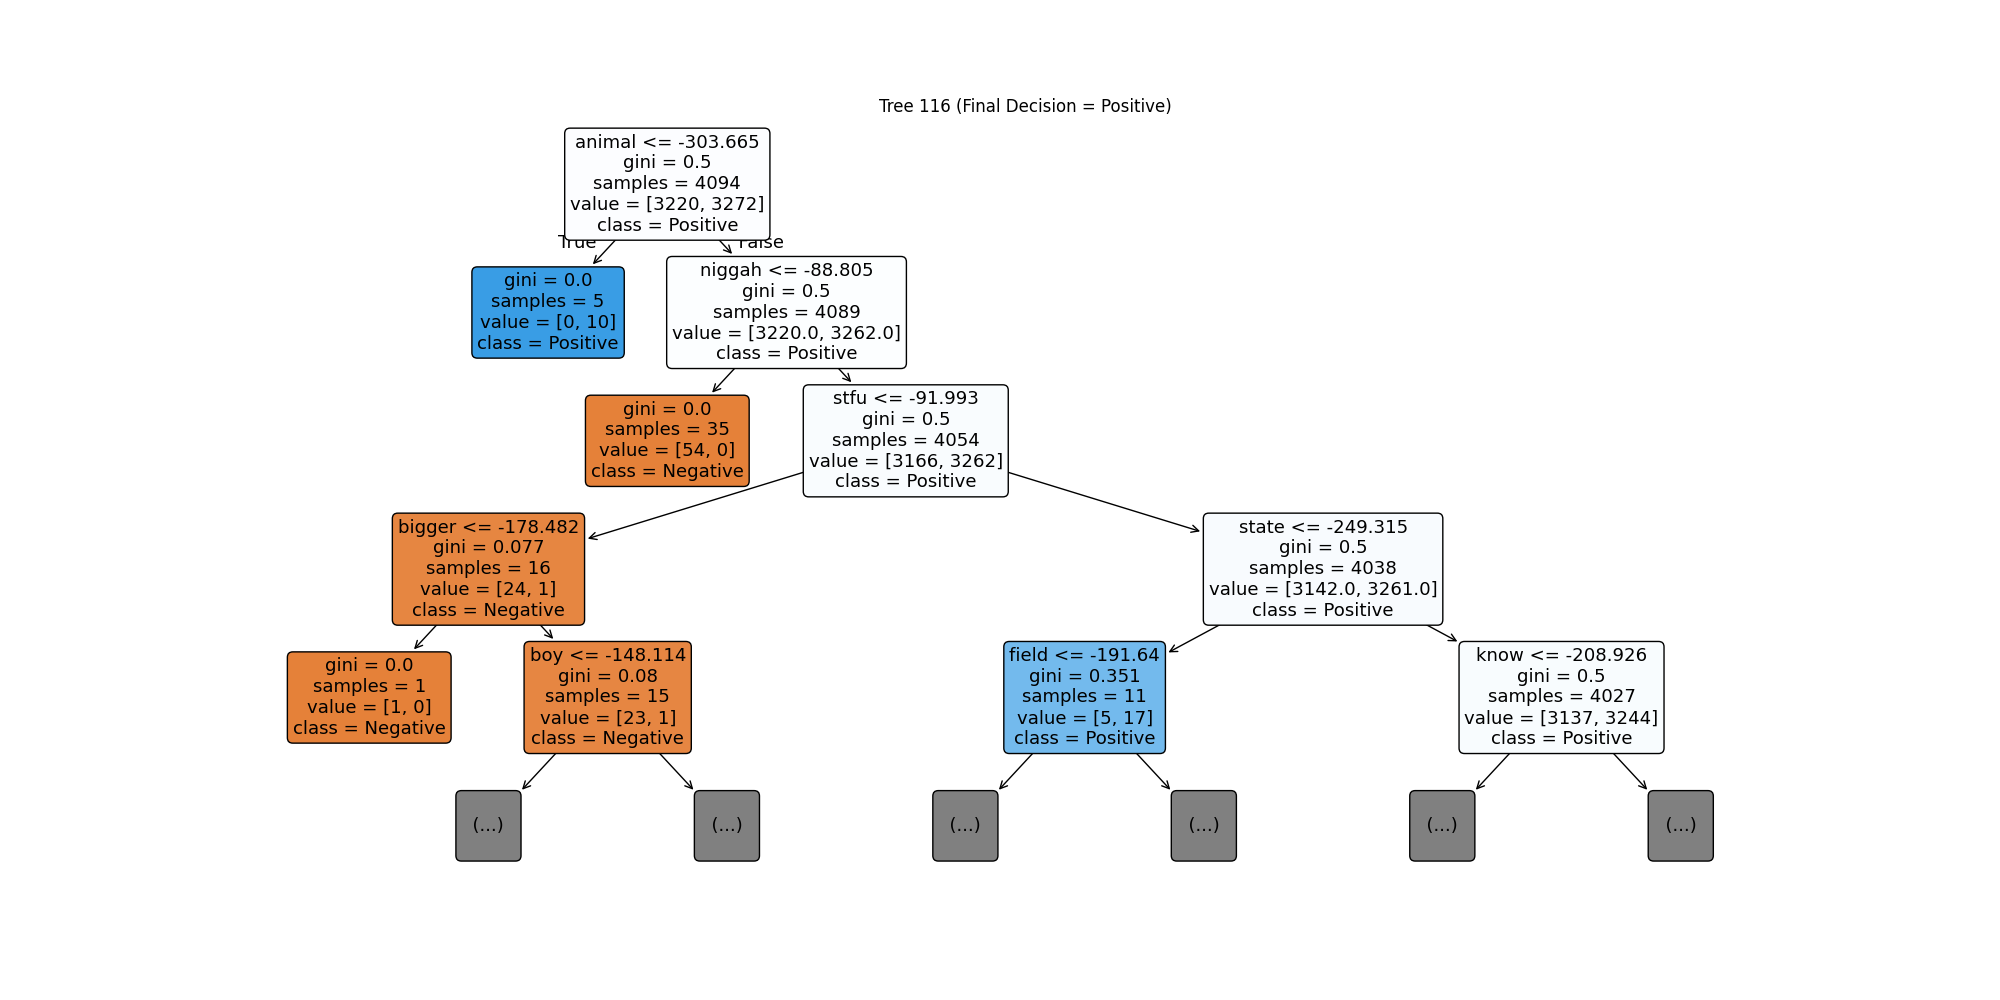 Tree 116 (Final Decision = Positive)
animal <= -303.665
gini = 0.5
samples = 4094
value = [3220, 3272]
class = Positive
True
False
gini = 0.0
samples = 5
value = [0, 10]
class = Positive
niggah <= -88.805
gini = 0.5
samples = 4089
value = [3220.0, 3262.0]
class = Positive
gini = 0.0
samples = 35
value = [54, 0]
class = Negative
stfu <= -91.993
gini = 0.5
samples = 4054
value = [3166, 3262]
class = Positive
bigger <= -178.482
gini = 0.077
samples = 16
value = [24, 1]
class = Negative
state <= -249.315
gini = 0.5
samples = 4038
value = [3142.0, 3261.0]
class = Positive
gini = 0.0
samples = 1
value = [1, 0]
class = Negative
boy <= -148.114
gini = 0.08
samples = 15
value = [23, 1]
class = Negative
field <= -191.64
gini = 0.351
samples = 11
value = [5, 17]
class = Positive
know <= -208.926
gini = 0.5
samples = 4027
value = [3137, 3244]
class = Positive
(...)
(...)
(...)
(...)
(...)
(...)